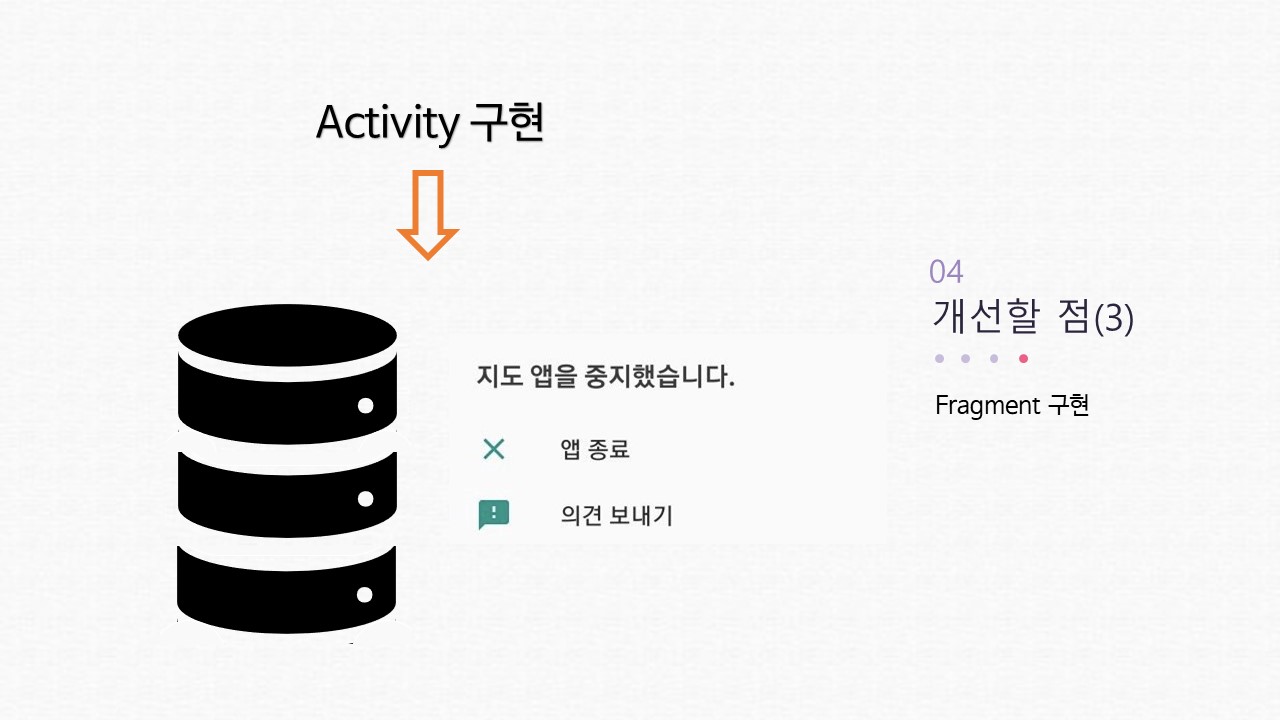 Activity 구현
지도 앱을 중지했습니다.
앱 종료
의견 보내기
04
개선할 점(3)
Fragment 구현